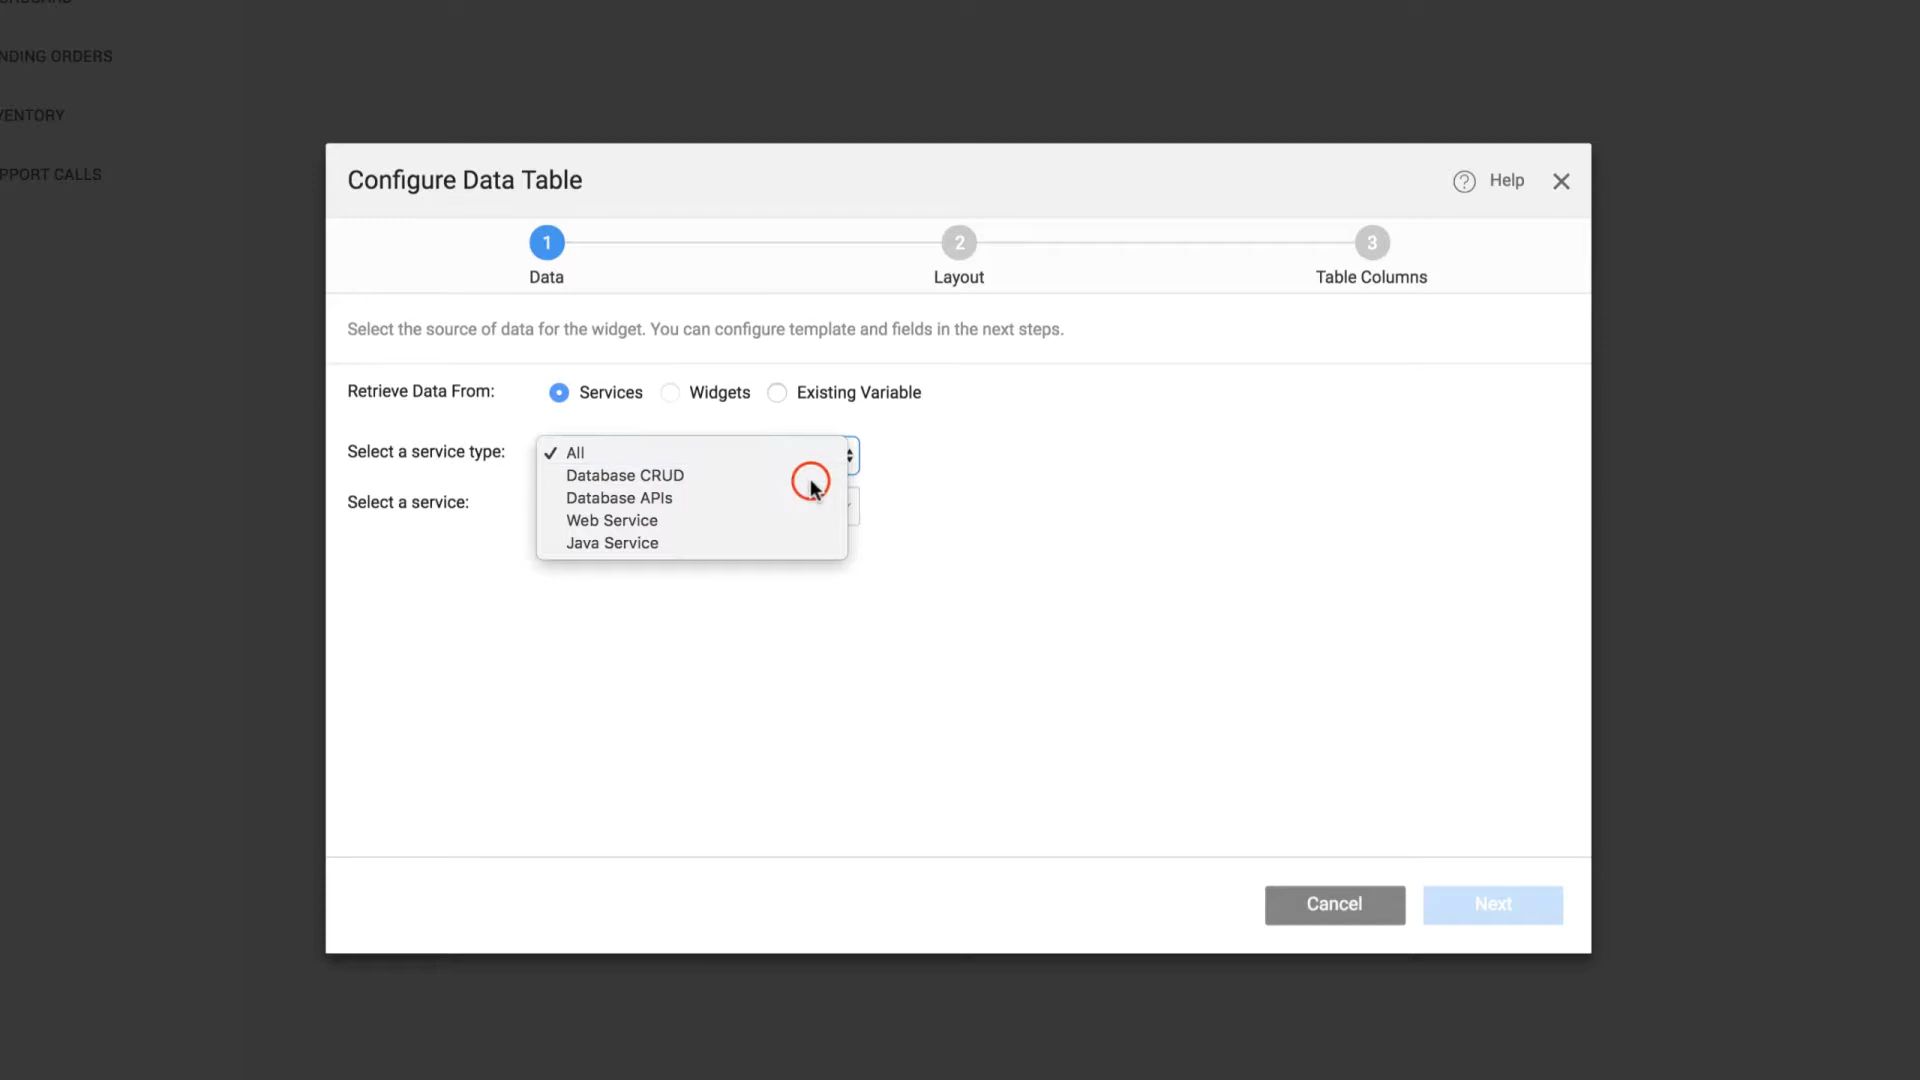 NDING ORDERS
VENTORY
PPORT CALLS
Configure Data Table
? Help
1 2 3
Data Layout Table Columns
Select the source of data for the widget. You can configure template and fields in the next steps.
Retrieve Data From: Services Widgets Existing Variable
Select a service type: ✓ All
Database CRUD
Select a service: Database APIs
Web Service
Java Service
Cancel Next